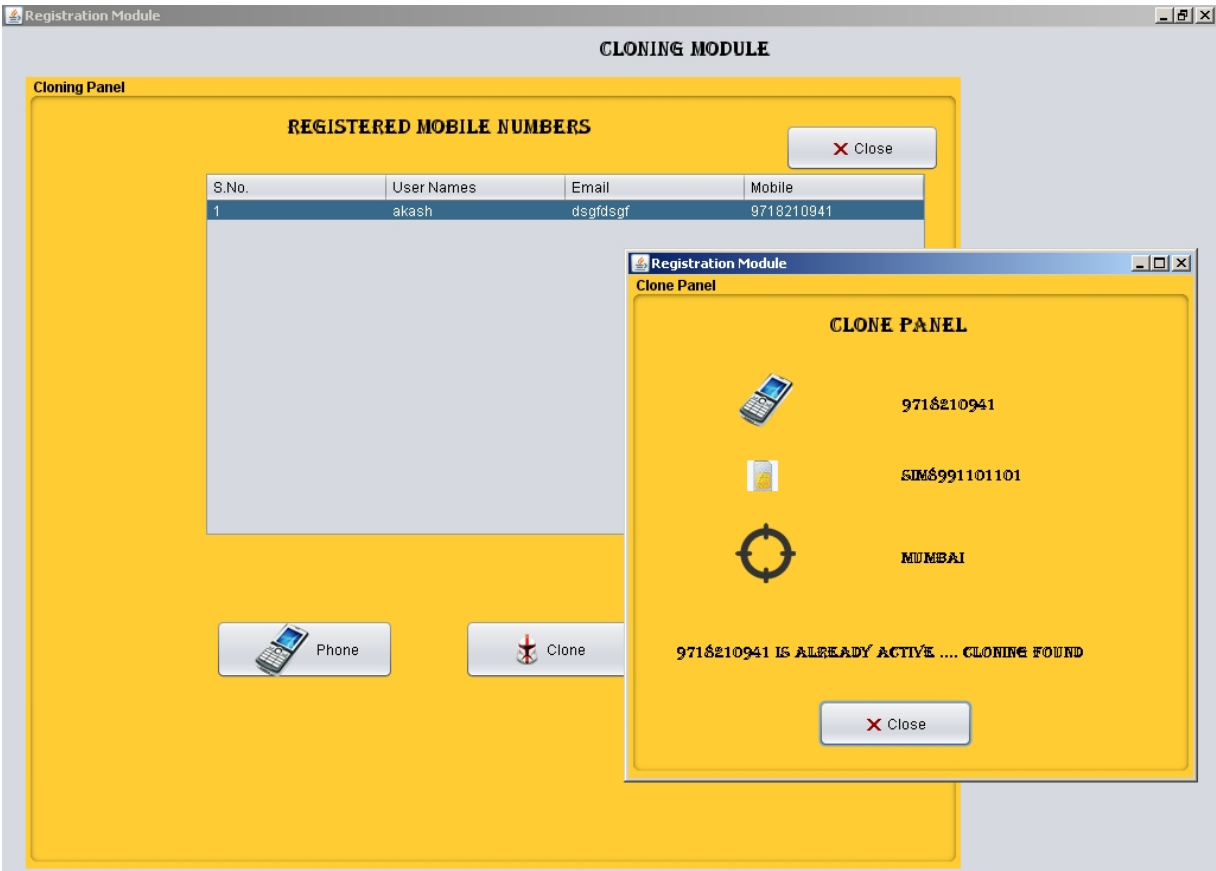 Registration Module
CLONING MODULE
Cloning Panel
REGISTERED MOBILE NUMBERS
Close
S.No. User Names Email Mobile
1 akash dsgfdsgf 9718210941
Registration Module
Clone Panel
CLONE PANEL
9718210941
SIM8991101101
MUMBAI
9718210941 IS ALREADY ACTIVE .... CLONING FOUND
Close
Phone
Clone